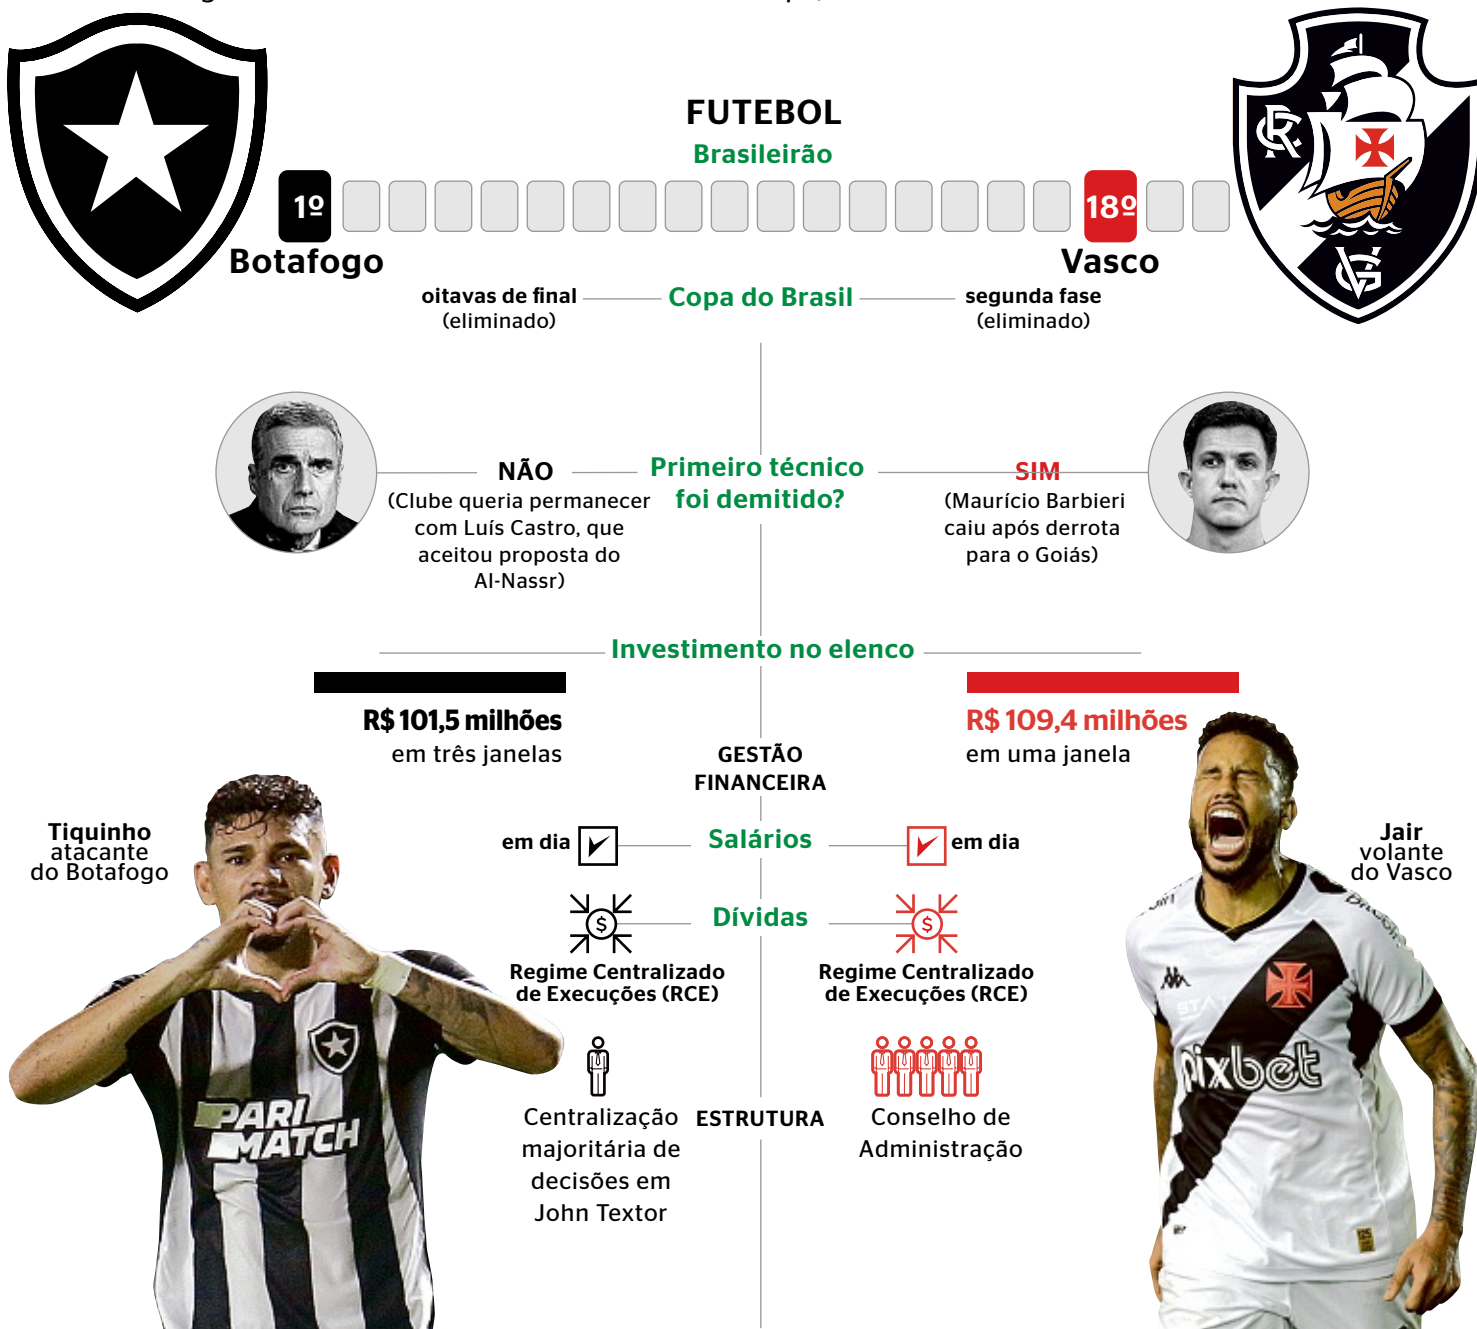 FUTEBOL
Brasileirão
1º
18º
Botafogo
Vasco
oitavas de final
(eliminado)
Copa do Brasil
segunda fase
(eliminado)
NÃO
(Clube queria permanecer
com Luís Castro, que
aceitou proposta do
Al-Nassr)
Primeiro técnico
foi demitido?
SIM
(Maurício Barbieri
caiu após derrota
para o Goiás)
Investimento no elenco
R$ 101,5 milhões
em três janelas
R$ 109,4 milhões
em uma janela
GESTÃO
FINANCEIRA
Tiquinho
atacante
do Botafogo
em dia
Salários
em dia
Jair
volante
do Vasco
$
Dívidas
$
Regime Centralizado
de Execuções (RCE)
Regime Centralizado
de Execuções (RCE)
Centralização
majoritária de
decisões em
John Textor
ESTRUTURA
Conselho de
Administração
PARI
MATCH
pixbet